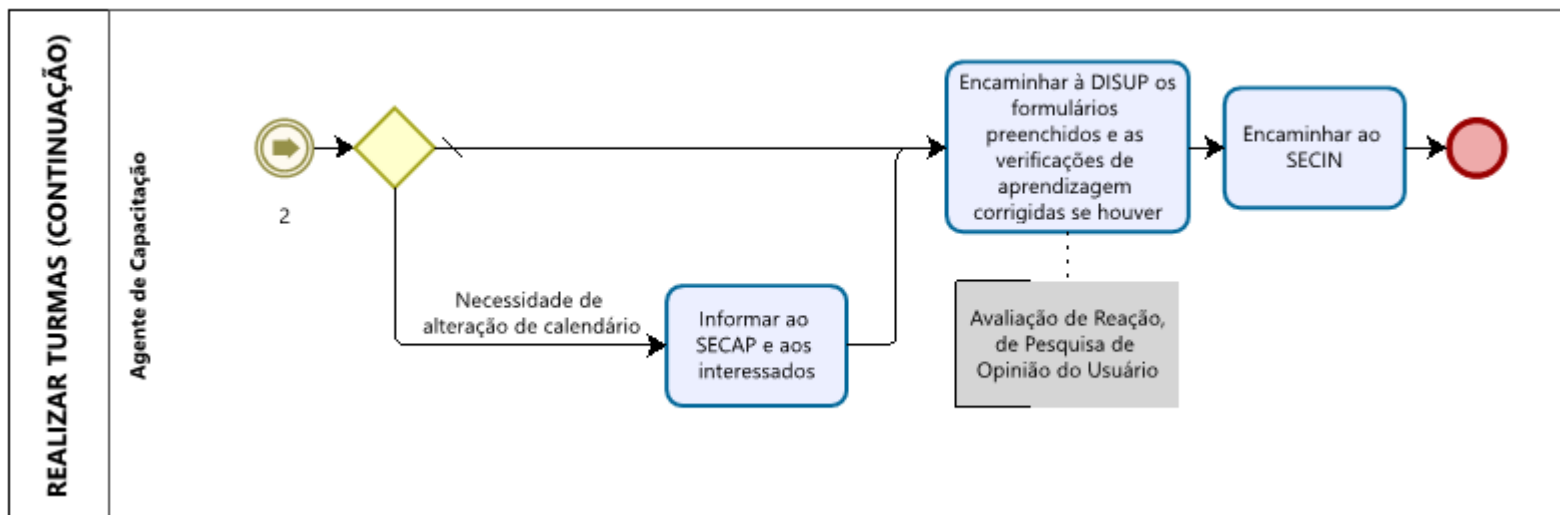 REALIZAR TURMAS (CONTINUAÇÃO)
Agente de Capacitação
2
Necessidade de
alteração de calendário
Informar ao
SECAP e aos
interessados
Encaminhar à DISUP os
formulários
preenchidos e as
verificações de
aprendizagem
corrigidas se houver
Avaliação de Reação,
de Pesquisa de
Opinião do Usuário
Encaminhar ao
SECIN